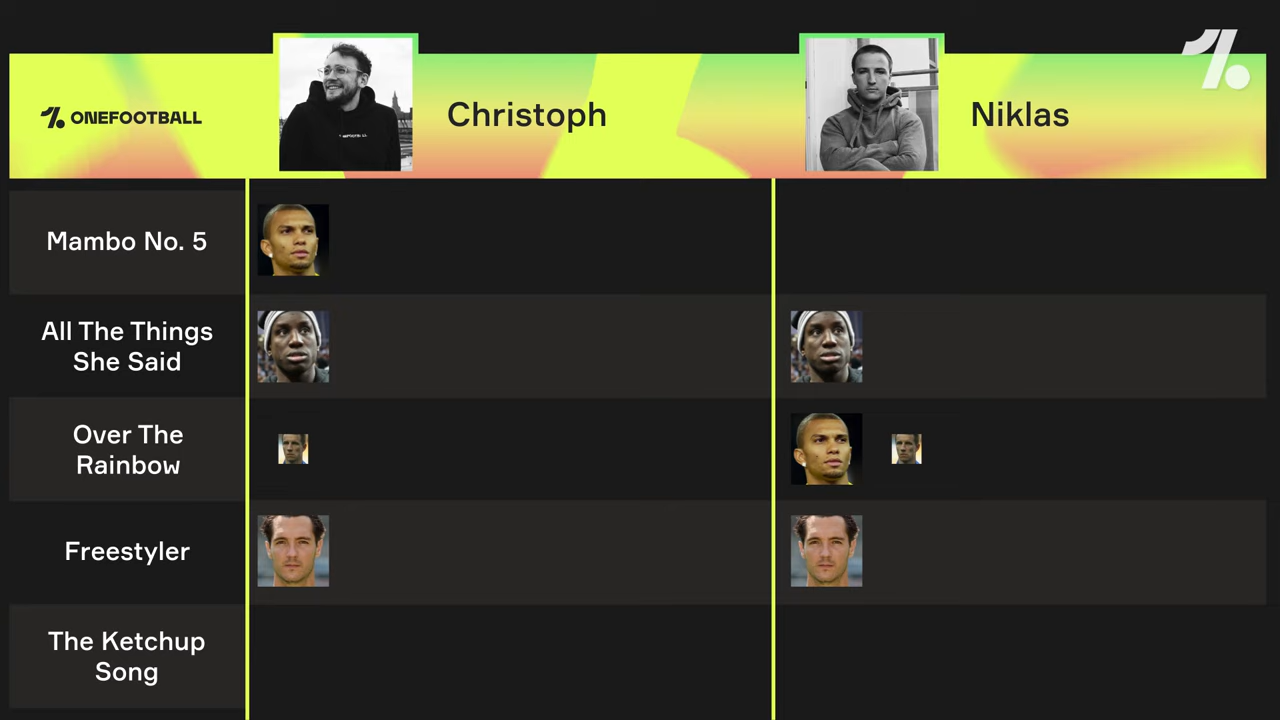 ONEFOOTBALL
Christoph
Niklas
Mambo No. 5
All The Things
She Said
Over The
Rainbow
Freestyler
The Ketchup
Song